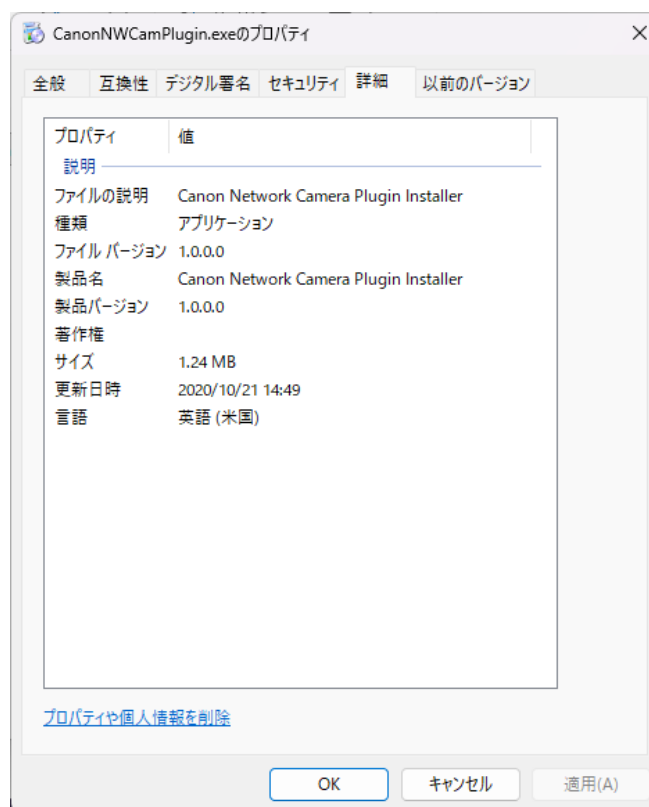 CanonNWCamPlugin.exeのプロパティ
全般 互換性 デジタル署名 セキュリティ 詳細 以前のバージョン
プロパティ 値
説明
ファイルの説明 Canon Network Camera Plugin Installer
種類 アプリケーション
ファイル バージョン 1.0.0.0
製品名 Canon Network Camera Plugin Installer
製品バージョン 1.0.0.0
著作権
サイズ 1.24 MB
更新日時 2020/10/21 14:49
言語 英語 (米国)
プロパティや個人情報を削除
OK キャンセル 適用(A)